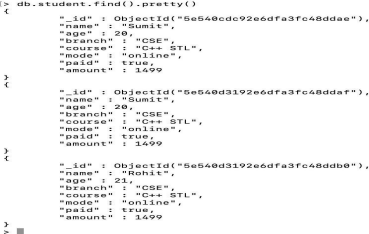 > db.student.find().pretty()
{
"_id" : ObjectId("5e540cdc92e6dfa3fc48ddae"),
"name" : "Sumit",
"age" : 20,
"branch" : "CSE",
"course" : "C++ STL",
"mode" : "online",
"paid" : true,
"amount" : 1499
}
{
"_id" : ObjectId("5e540d3192e6dfa3fc48ddaf"),
"name" : "Sumit",
"age" : 20,
"branch" : "CSE",
"course" : "C++ STL",
"mode" : "online",
"paid" : true,
"amount" : 1499
}
{
"_id" : ObjectId("5e540d3192e6dfa3fc48ddb0"),
"name" : "Rohit",
"age" : 21,
"branch" : "CSE",
"course" : "C++ STL",
"mode" : "online",
"paid" : true,
"amount" : 1499
}
>